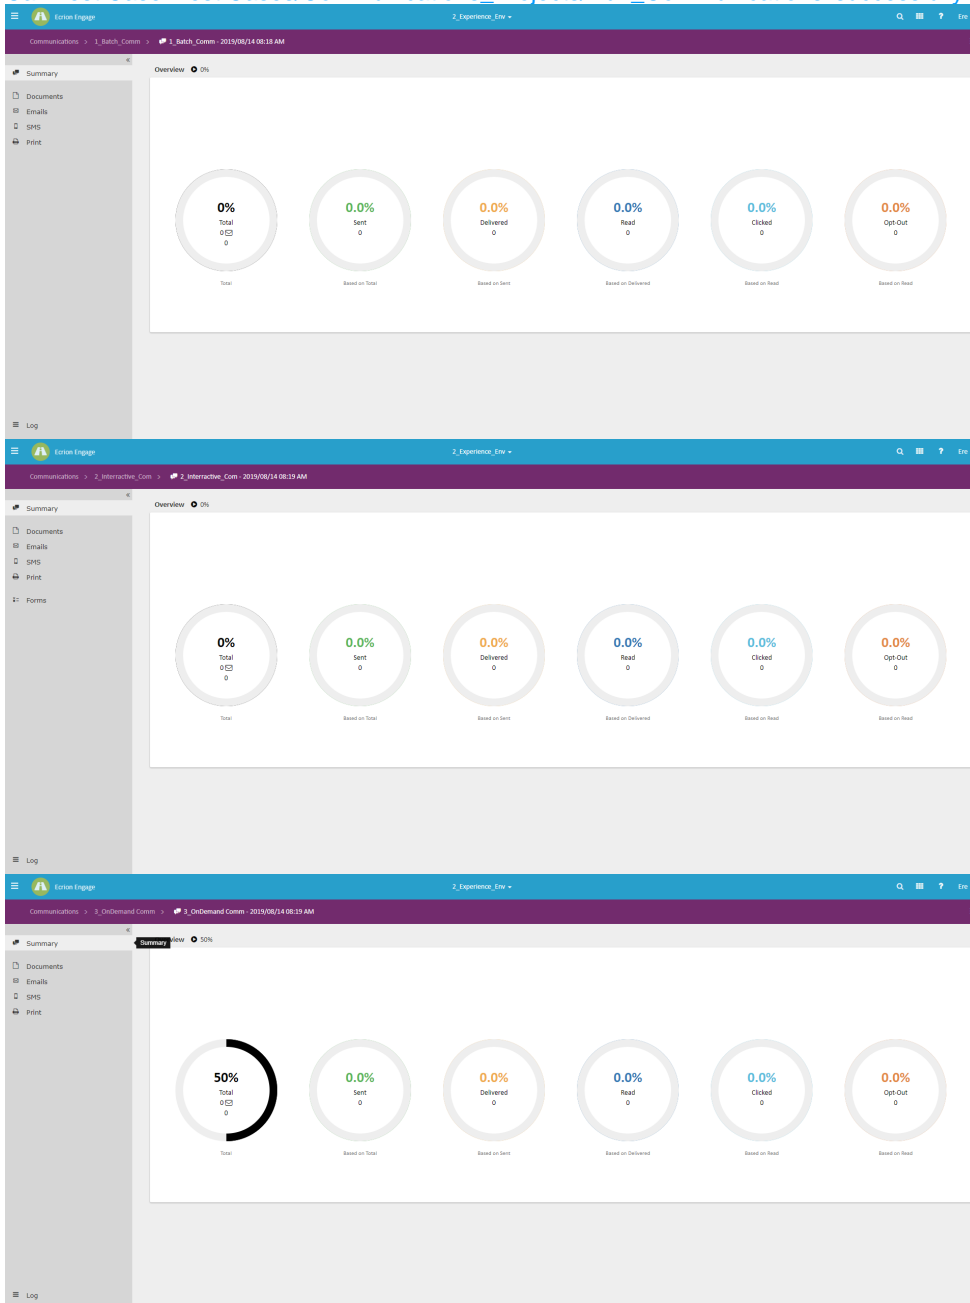 Ecrion Engage 2_Experience_Env ? Ere
Communications > 1_Batch_Comm > 1_Batch_Comm - 2019/08/14 08:18 AM
«
Summary
Overview 0%
Documents
Emails
SMS
Print
0% 0.0% 0.0% 0.0% 0.0% 0.0%
Total Sent Delivered Read Clicked Opt-Out
0 0 0 0 0 0
0
Total Based on Total Based on Sent Based on Delivered Based on Read Based on Read
Log
Ecrion Engage 2_Experience_Env ? Ere
Communications > 2_Interractive_Com > 2_Interractive_Com - 2019/08/14 08:19 AM
«
Summary
Overview 0%
Documents
Emails
SMS
Print
Forms
0% 0.0% 0.0% 0.0% 0.0% 0.0%
Total Sent Delivered Read Clicked Opt-Out
0 0 0 0 0 0
0
Total Based on Total Based on Sent Based on Delivered Based on Read Based on Read
Log
Ecrion Engage 2_Experience_Env ? Ere
Communications > 3_OnDemand Comm > 3_OnDemand Comm - 2019/08/14 08:19 AM
«
Summary
Summary view 50%
Documents
Emails
SMS
Print
50% 0.0% 0.0% 0.0% 0.0% 0.0%
Total Sent Delivered Read Clicked Opt-Out
0 0 0 0 0 0
0
Total Based on Total Based on Sent Based on Delivered Based on Read Based on Read
Log